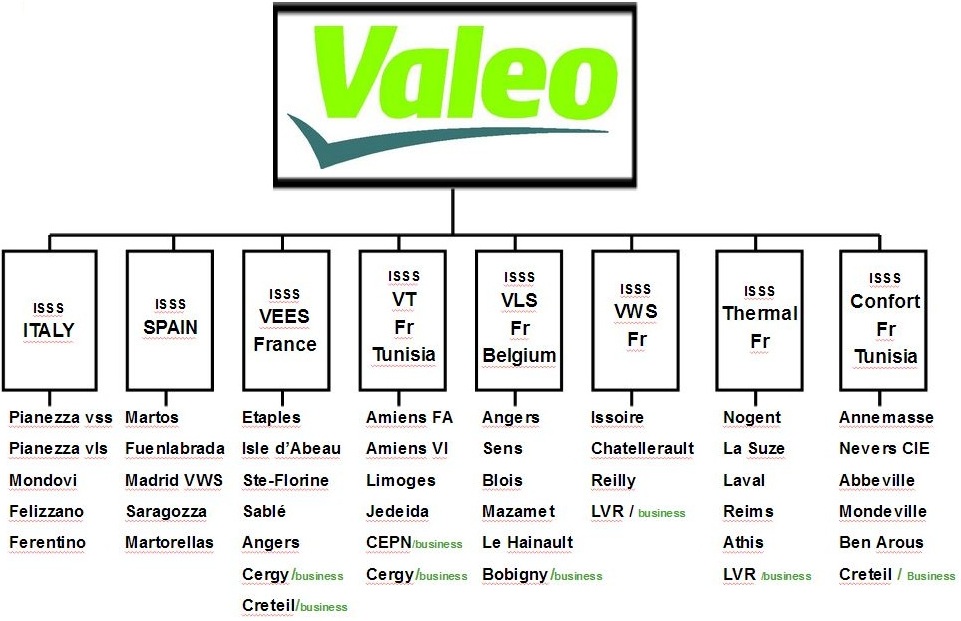 Valeo
ISSS
ITALY
Pianezza vss
Pianezza vls
Mondovi
Felizzano
Ferentino
ISSS
SPAIN
Martos
Fuenlabrada
Madrid VWS
Saragozza
Martorellas
ISSS
VEES
France
Etaples
Isle d’Abeau
Ste-Florine
Sablé
Angers
Cergy /business
Creteil/business
ISSS
VT
Fr
Tunisia
Amiens FA
Amiens VI
Limoges
Jedeida
CEPN/business
Cergy/business
ISSS
VLS
Fr
Belgium
Angers
Sens
Blois
Mazamet
Le Hainault
Bobigny/business
ISSS
VWS
Fr
Issoire
Chatellerault
Reilly
LVR / business
ISSS
Thermal
Fr
Nogent
La Suze
Laval
Reims
Athis
LVR /business
ISSS
Confort
Fr
Tunisia
Annemasse
Nevers CIE
Abbeville
Mondeville
Ben Arous
Creteil / Business